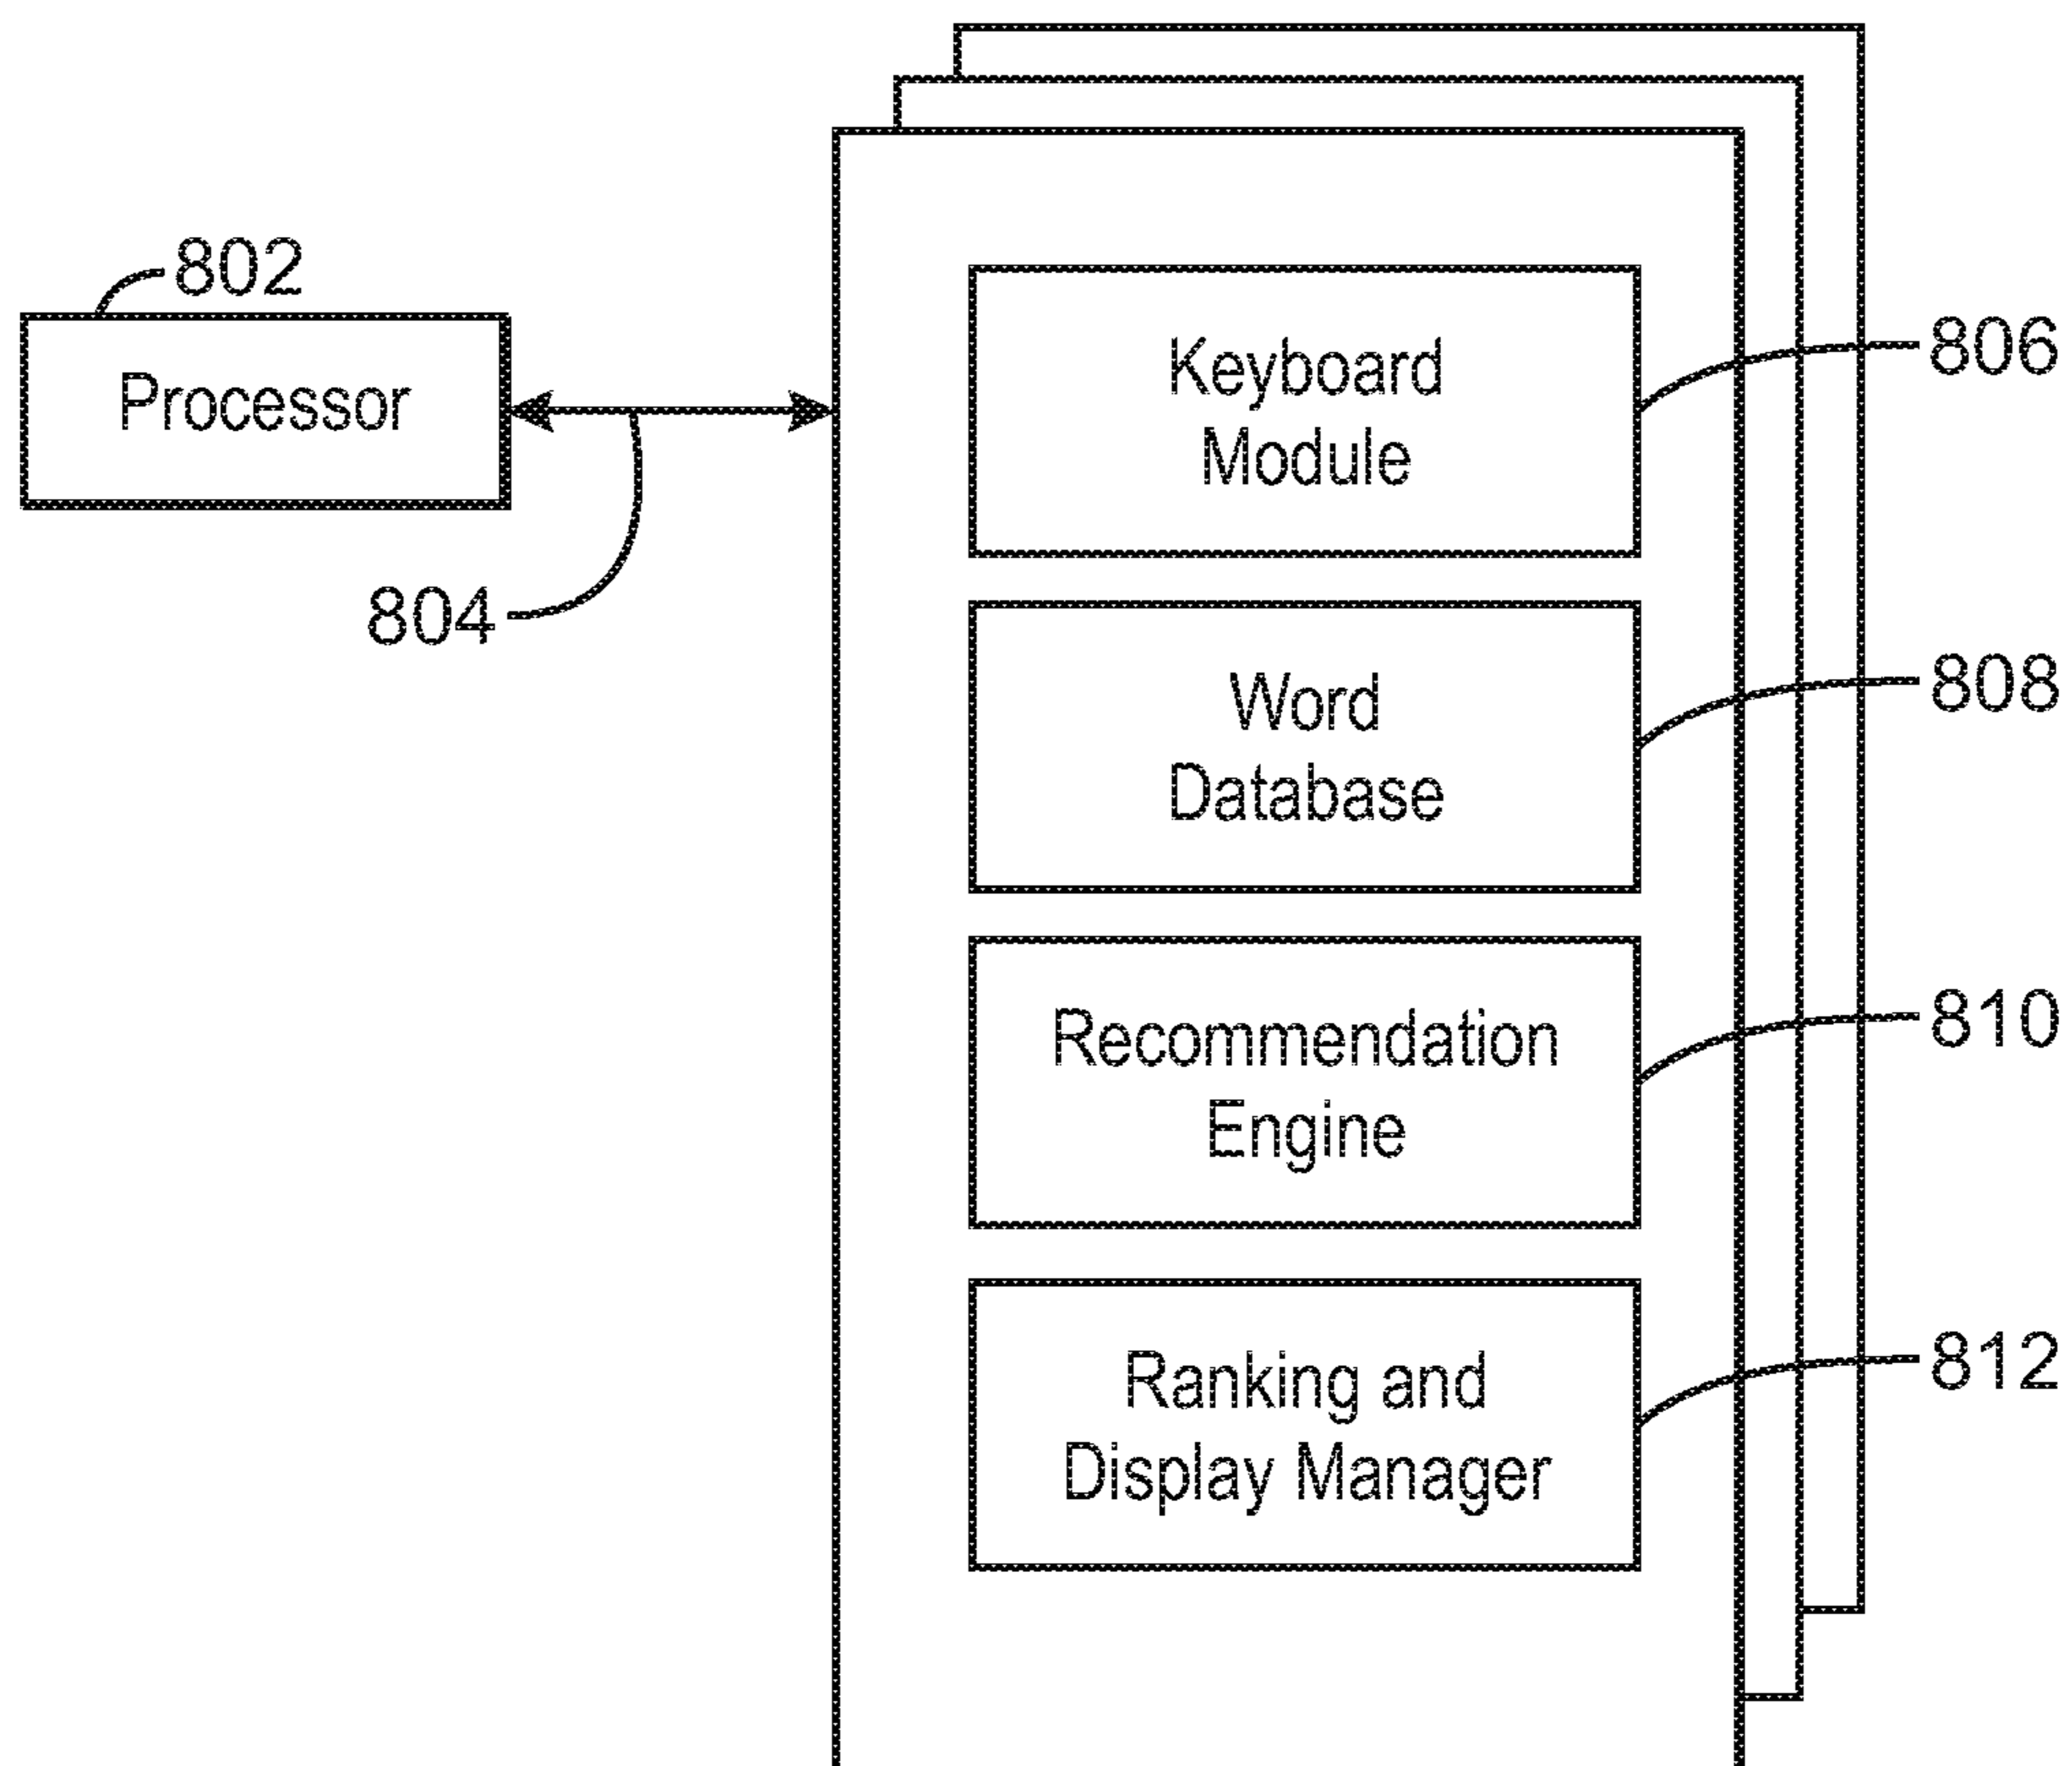 802
Processor
804
Keyboard
Module
806
Word
Database
808
Recommendation
Engine
810
Ranking and
Display Manager
812